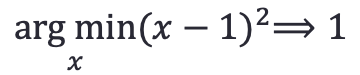 arg min(x − 1)² ⟹ 1
x